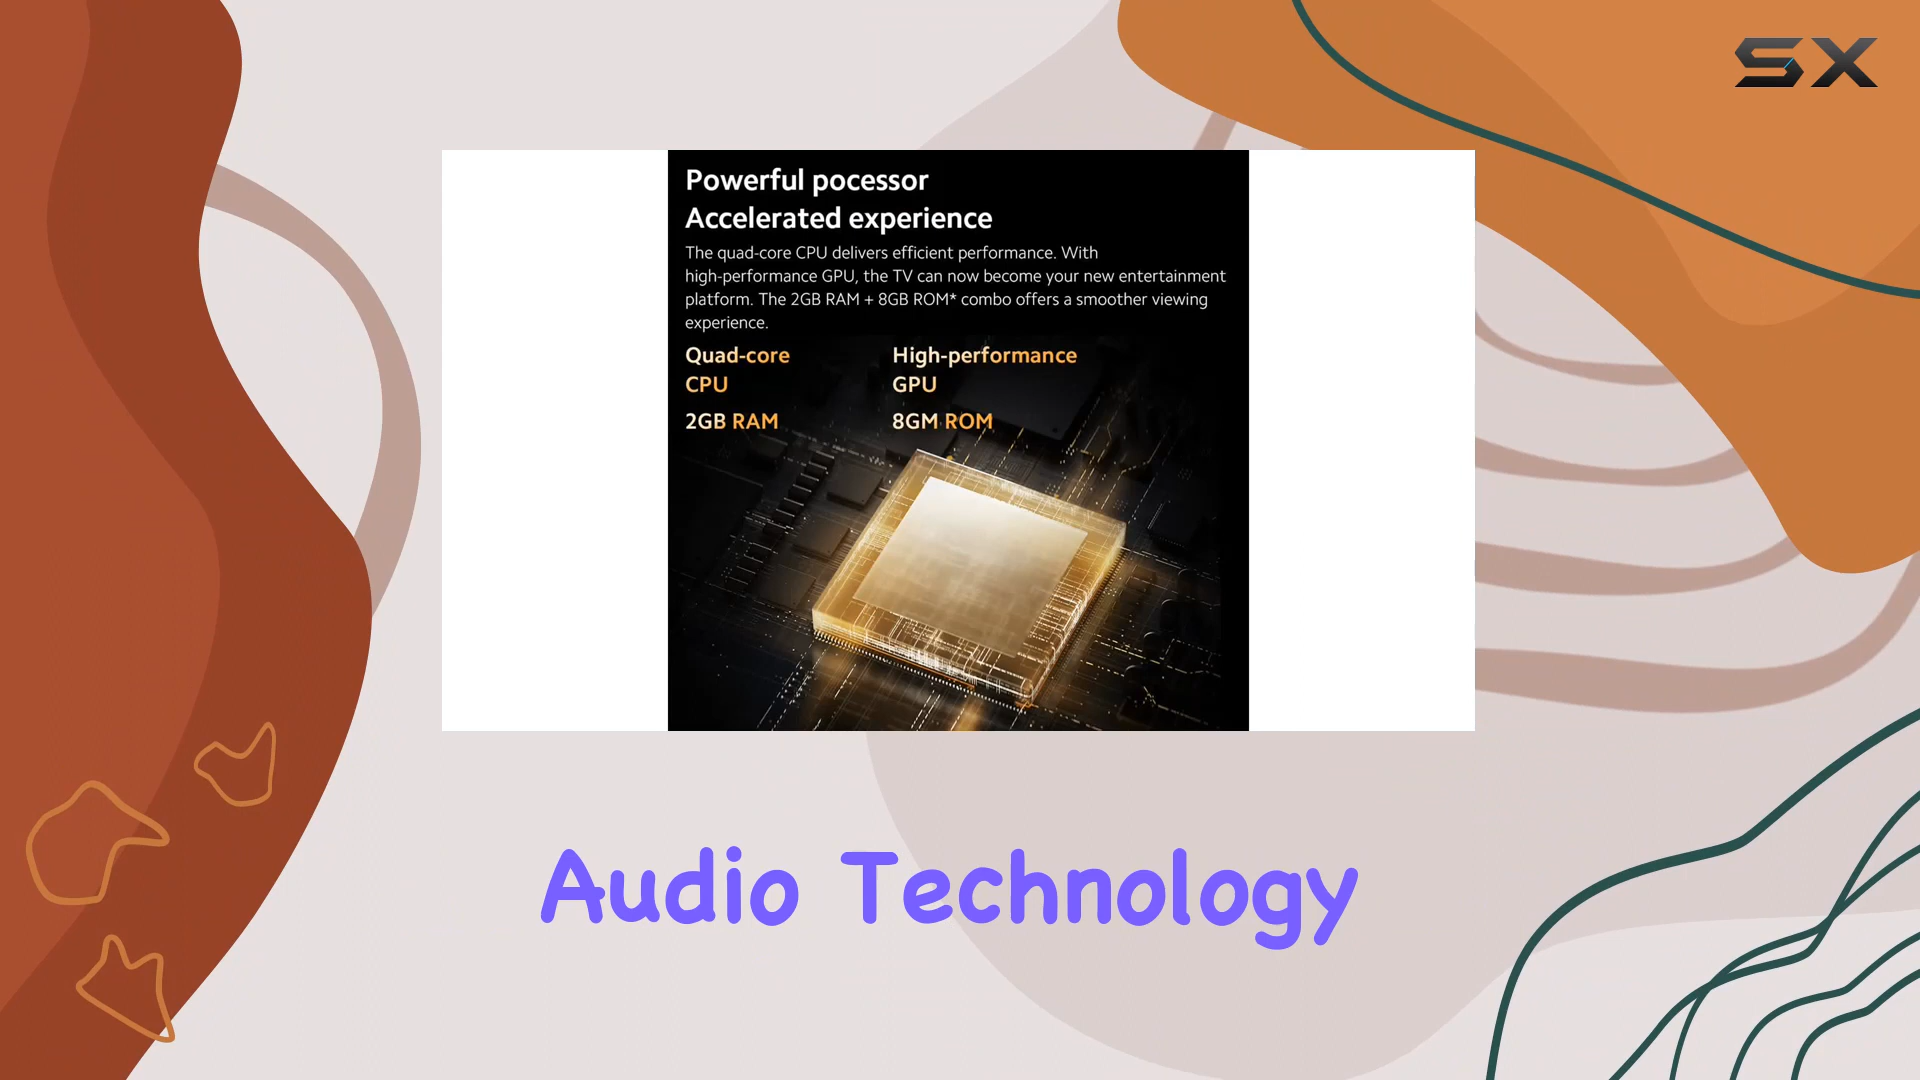 SX
Powerful pocessor
Accelerated experience
The quad-core CPU delivers efficient performance. With
high-performance GPU, the TV can now become your new entertainment
platform. The 2GB RAM + 8GB ROM* combo offers a smoother viewing
experience.
Quad-core
CPU
High-performance
GPU
2GB RAM
8GM ROM
Audio Technology